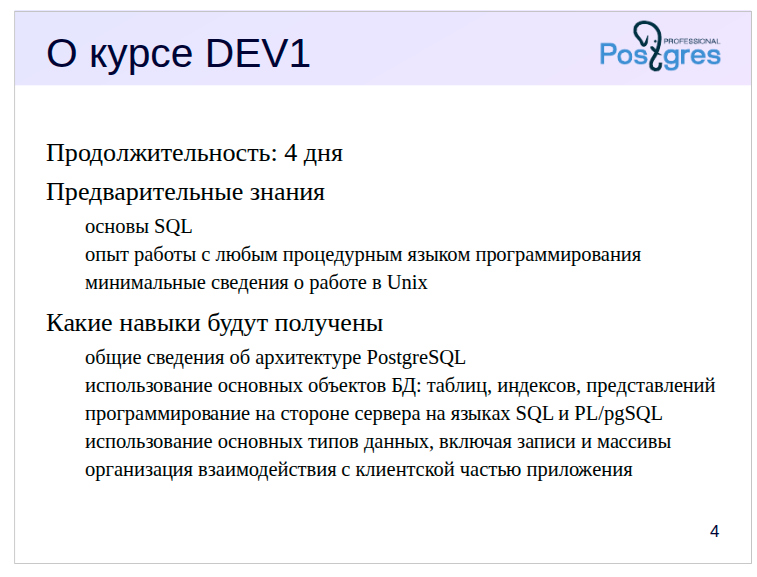 О курсе DEV1
PROFESSIONAL
Postgres
Продолжительность: 4 дня
Предварительные знания
основы SQL
опыт работы с любым процедурным языком программирования
минимальные сведения о работе в Unix
Какие навыки будут получены
общие сведения об архитектуре PostgreSQL
использование основных объектов БД: таблиц, индексов, представлений
программирование на стороне сервера на языках SQL и PL/pgSQL
использование основных типов данных, включая записи и массивы
организация взаимодействия с клиентской частью приложения
4